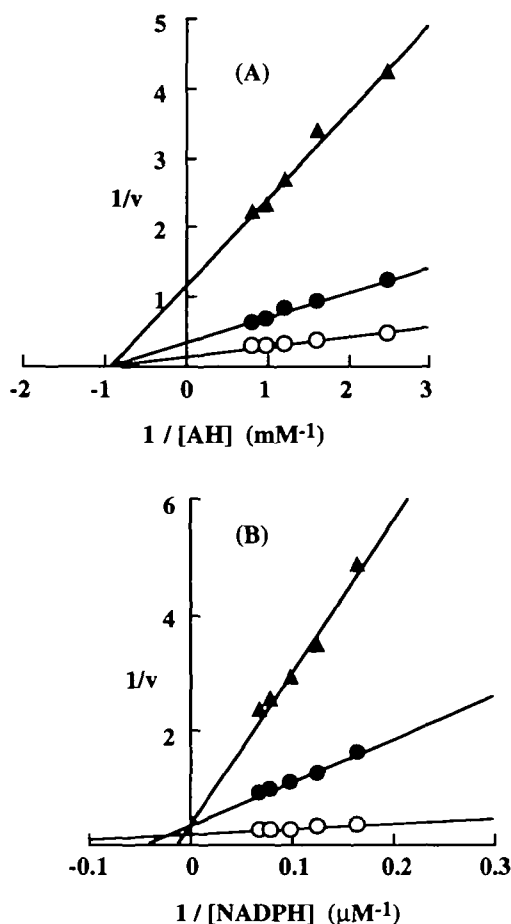 5
(A)
4
3
1/v
2
1
-2 -1 0 1 2 3
1 / [AH] (mM-1)
6
(B)
4
1/v
2
-0.1 0 0.1 0.2 0.3
1 / [NADPH] (µM-1)